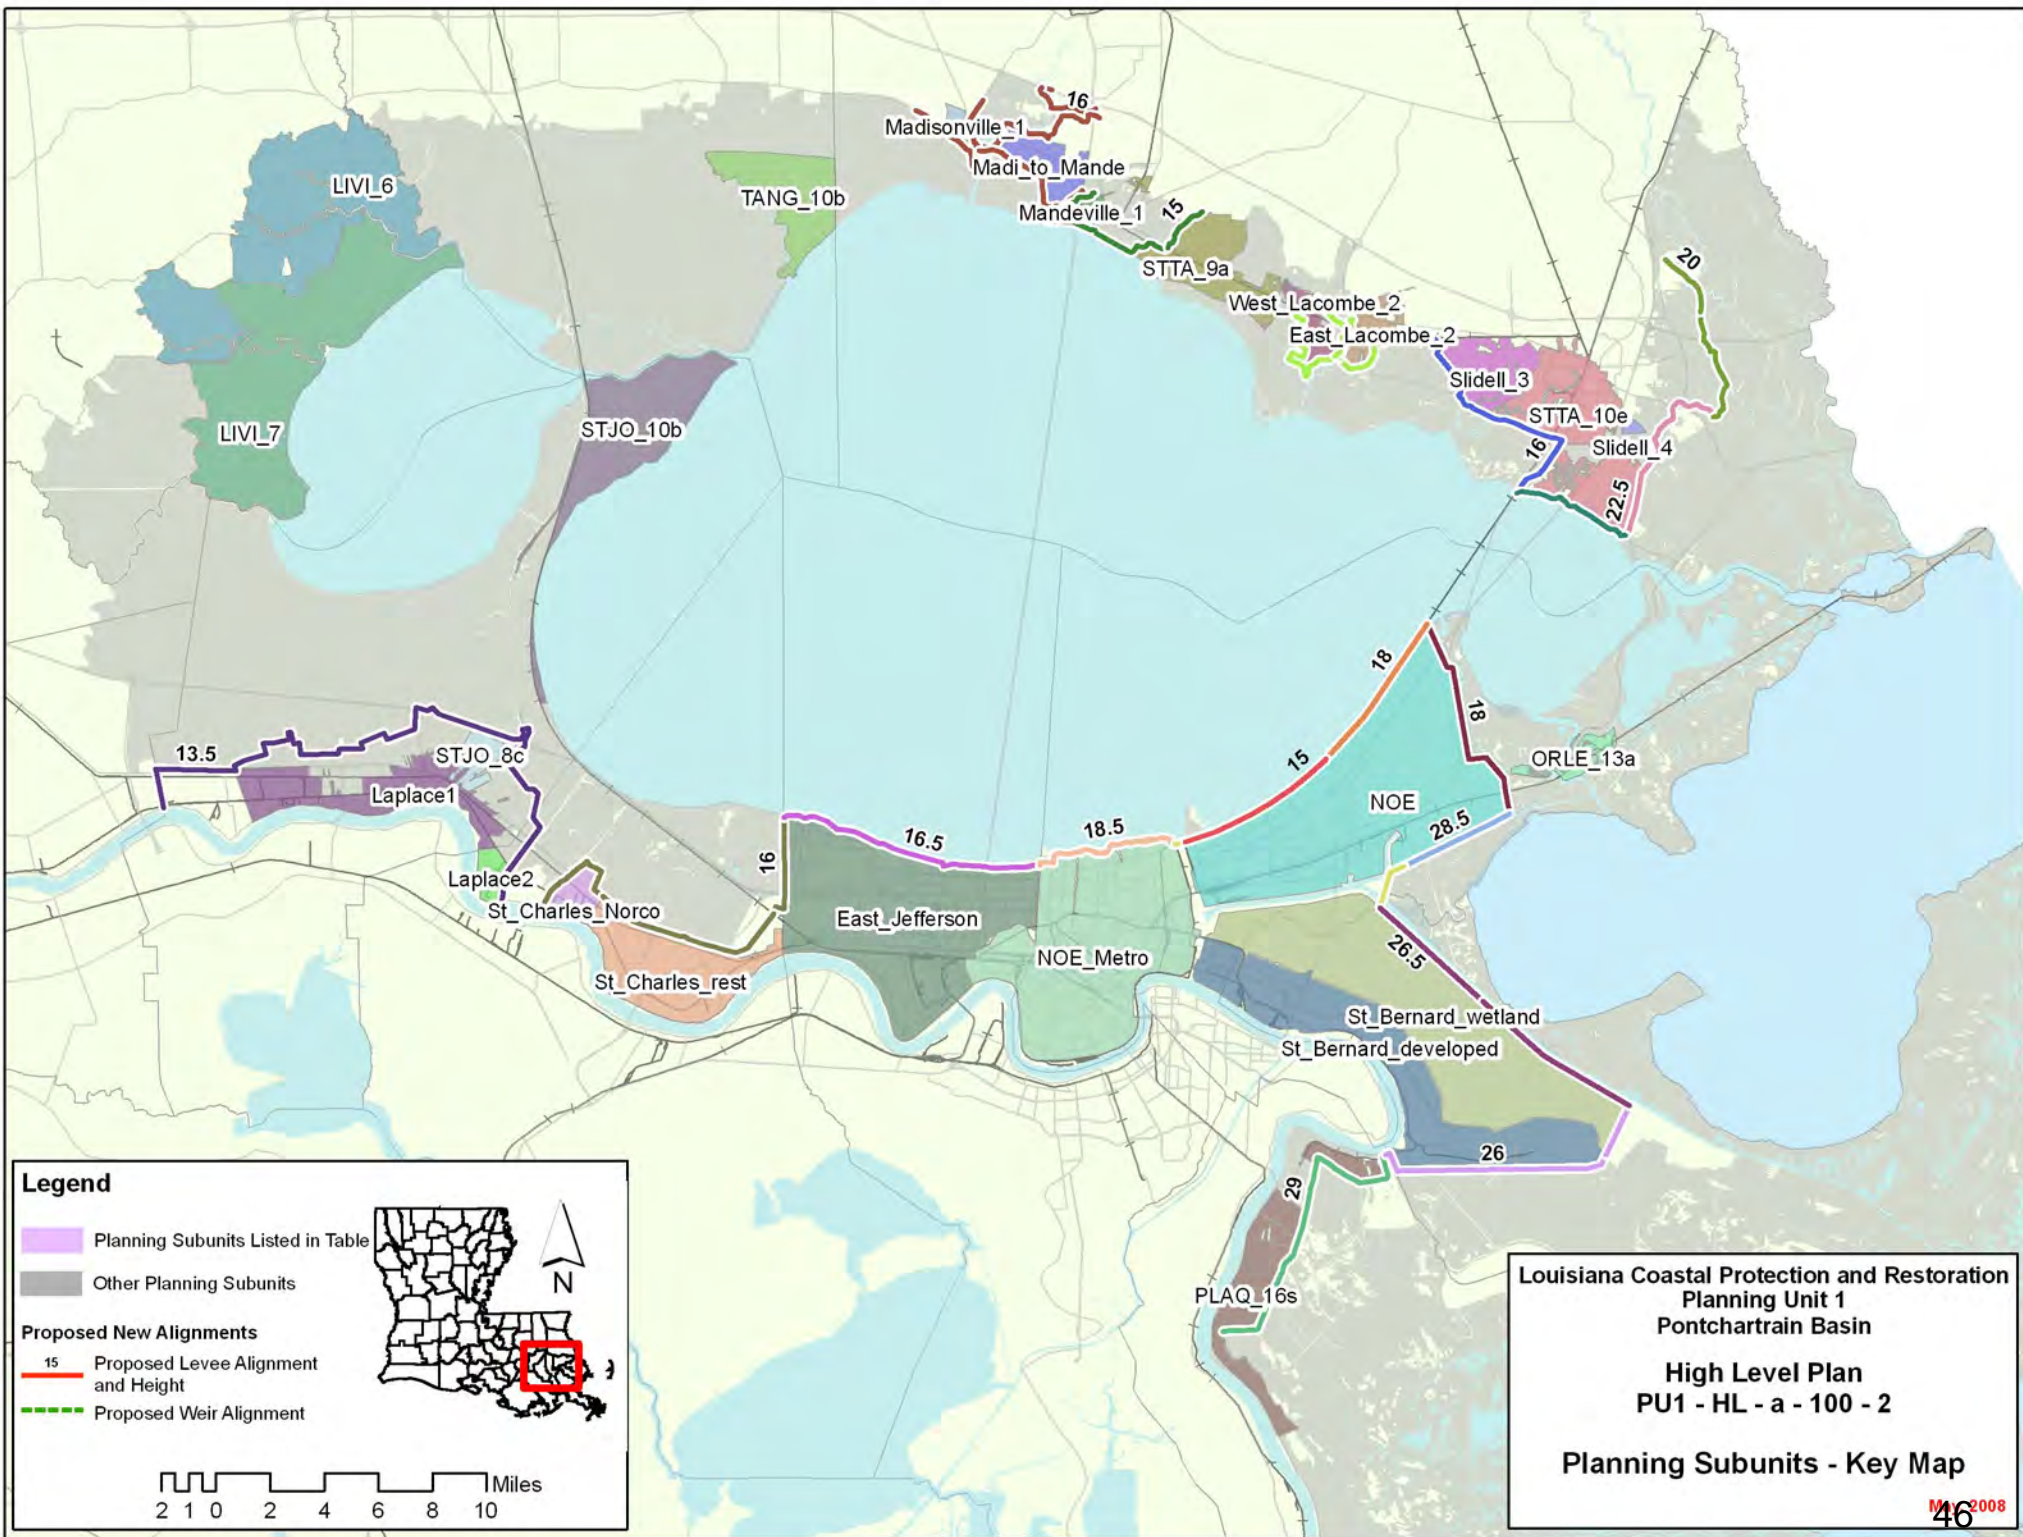 16
Madisonville_1
Madi_to_Mande
LIVI_6
TANG_10b
Mandeville_1
15
STTA_9a
20
West_Lacombe_2
East_Lacombe_2
Slidell_3
STTA_10e
LIVI_7
STJO_10b
Slidell_4
16
22.5
18
18
13.5
STJO_8c
ORLE_13a
15
Laplace1
NOE
16.5
18.5
28.5
16
Laplace2
St_Charles_Norco
East_Jefferson
26.5
NOE_Metro
St_Charles_rest
St_Bernard_wetland
St_Bernard_developed
26
29
PLAQ_16s
Legend
Planning Subunits Listed in Table
Other Planning Subunits
Proposed New Alignments
15
Proposed Levee Alignment
and Height
Proposed Weir Alignment
N
Miles
2 1 0 2 4 6 8 10
Louisiana Coastal Protection and Restoration
Planning Unit 1
Pontchartrain Basin
High Level Plan
PU1 - HL - a - 100 - 2
Planning Subunits - Key Map
May 2008
46